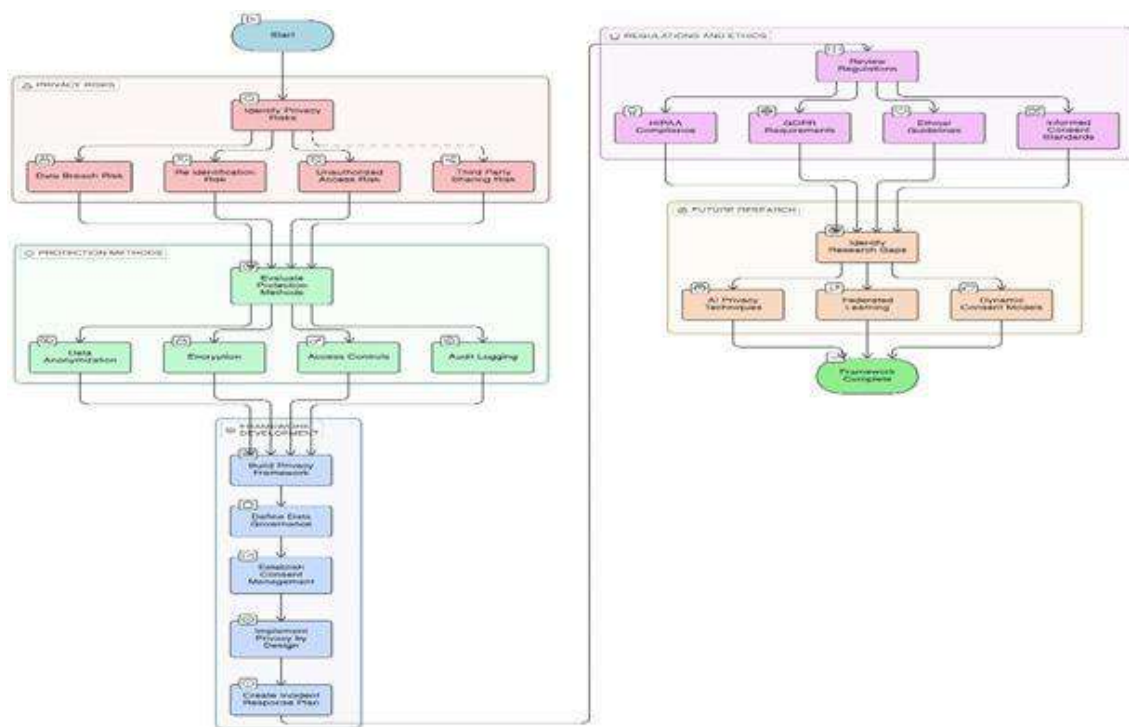 Start
PRIVACY RISKS
Identify Privacy
Risks
Data Breach Risk
Re Identification
Risk
Unauthorized
Access Risk
Third Party
Sharing Risk
PROTECTION METHODS
Evaluate
Protection
Methods
Data
Anonymization
Encryption
Access Controls
Audit Logging
FRAMEWORK
DEVELOPMENT
Build Privacy
Framework
Define Data
Governance
Establish
Consent
Management
Implement
Privacy by
Design
Create Incident
Response Plan
REGULATIONS AND ETHICS
Review
Regulations
HIPAA
Compliance
GDPR
Requirements
Ethical
Guidelines
Informed
Consent
Standards
FUTURE RESEARCH
Identify
Research Gaps
AI Privacy
Techniques
Federated
Learning
Dynamic
Consent Models
Framework
Complete